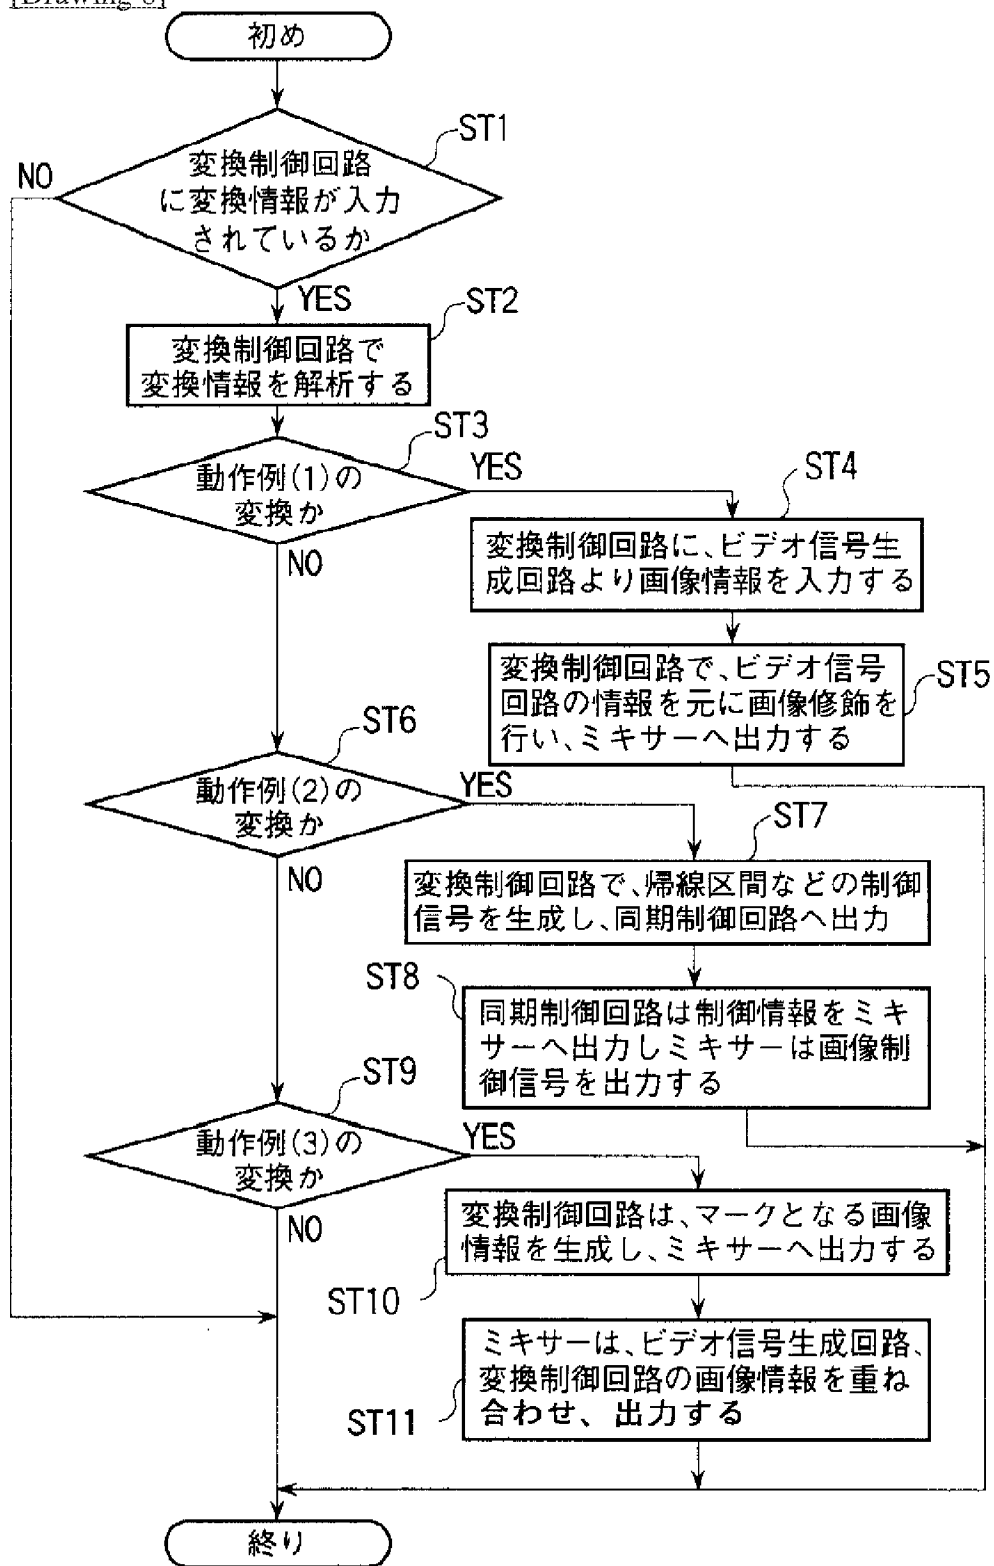 [Drawing 6]
初め
ST1
変換制御回路
に変換情報が入力
されているか
NO
YES
ST2
変換制御回路で
変換情報を解析する
ST3
動作例(1)の
変換か
YES
NO
ST4
変換制御回路に、ビデオ信号生
成回路より画像情報を入力する
ST5
変換制御回路で、ビデオ信号
回路の情報を元に画像修飾を
行い、ミキサーへ出力する
ST6
動作例(2)の
変換か
YES
NO
ST7
変換制御回路で、帰線区間などの制御
信号を生成し、同期制御回路へ出力
ST8
同期制御回路は制御情報をミキ
サーへ出力しミキサーは画像制
御信号を出力する
ST9
動作例(3)の
変換か
YES
NO
変換制御回路は、マークとなる画像
情報を生成し、ミキサーへ出力する
ST10
ミキサーは、ビデオ信号生成回路、
変換制御回路の画像情報を重ね
合わせ、出力する
ST11
終り